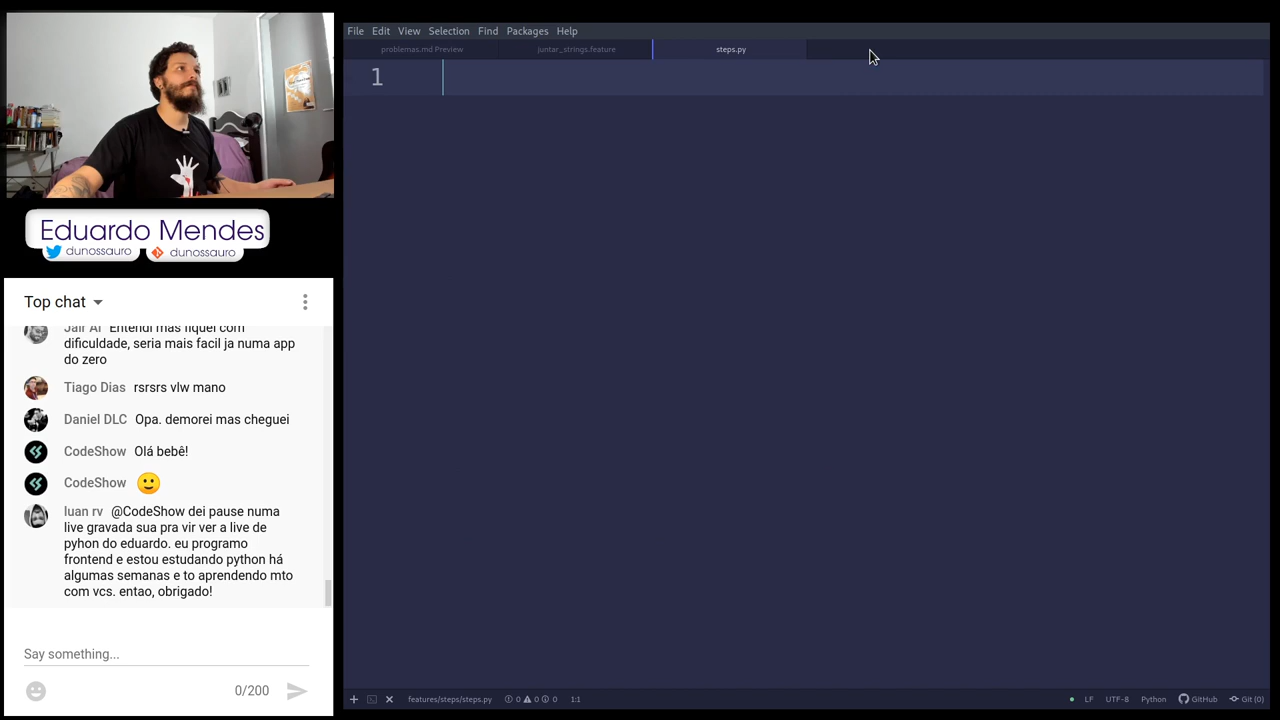 File Edit View Selection Find Packages Help
problemas.md Preview
juntar_strings.feature
steps.py
1
Eduardo Mendes
dunossauro
dunossauro
Top chat
Jair Al Entendi mas fiquei com
dificuldade, seria mais facil ja numa app
do zero
Tiago Dias rsrsrs vlw mano
Daniel DLC Opa. demorei mas cheguei
CodeShow Olá bebê!
CodeShow
luan rv @CodeShow dei pause numa
live gravada sua pra vir ver a live de
pyhon do eduardo. eu programo
frontend e estou estudando python há
algumas semanas e to aprendendo mto
com vcs. entao, obrigado!
Say something...
0/200
features/steps/steps.py 0 0 0 1:1
LF UTF-8 Python GitHub Git (0)